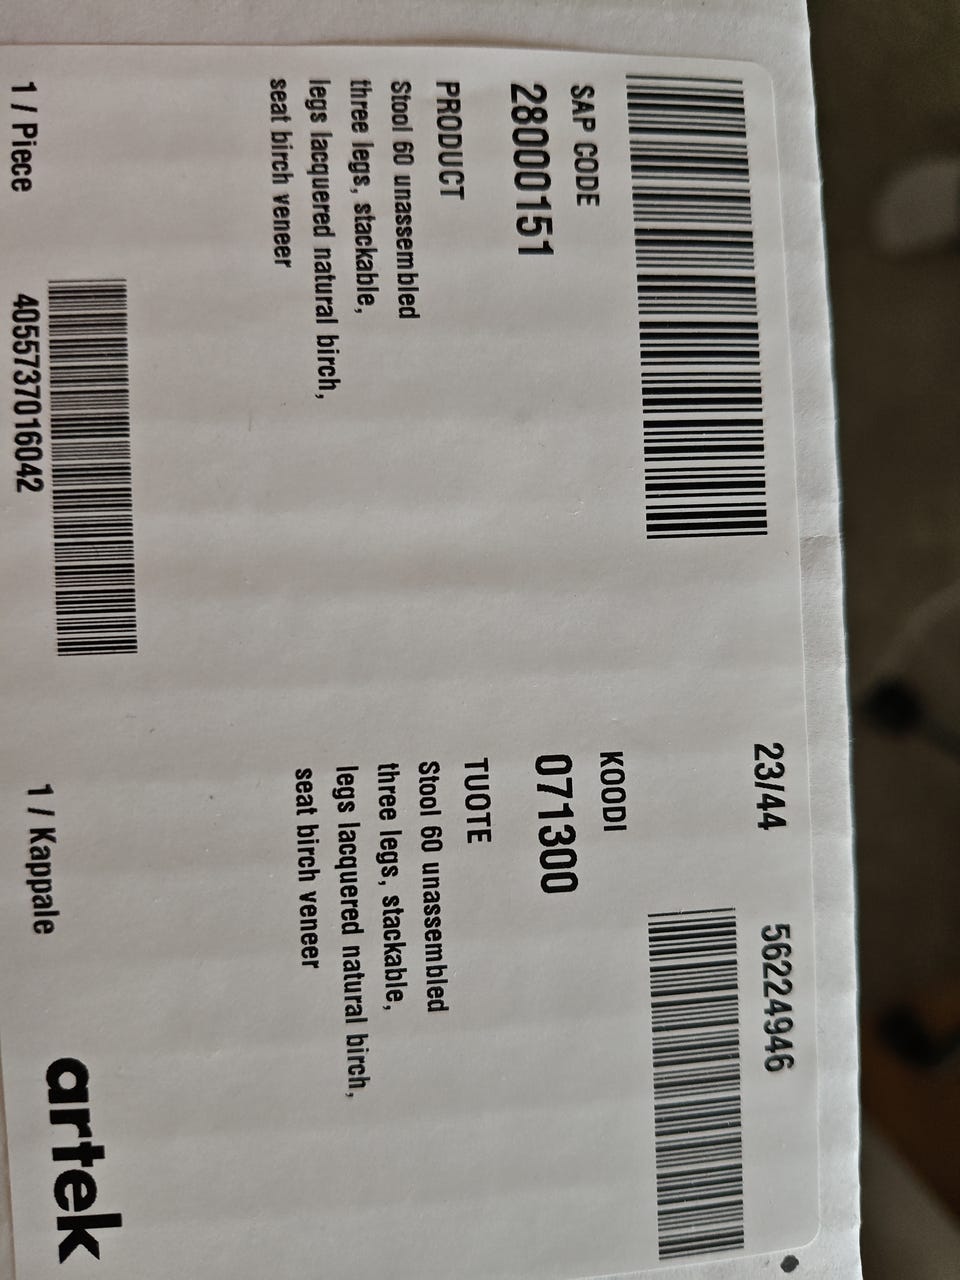 23/44
56224946
SAP CODE
28000151
KOODI
071300
PRODUCT
Stool 60 unassembled
three legs, stackable,
legs lacquered natural birch,
seat birch veneer
TUOTE
Stool 60 unassembled
three legs, stackable,
legs lacquered natural birch,
seat birch veneer
1 / Piece
4055737016042
1 / Kappale
artek